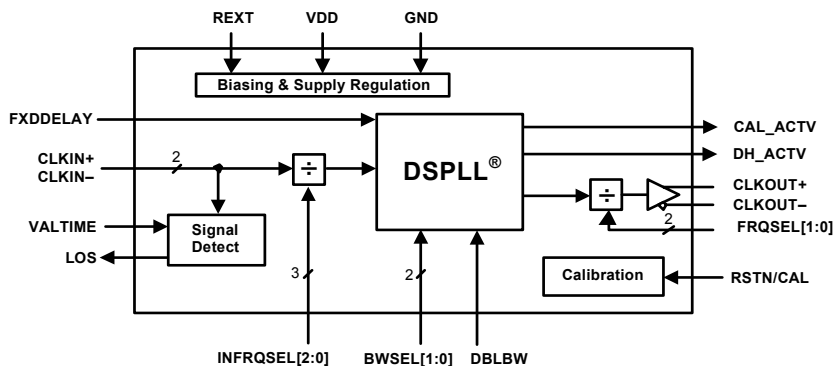 REXT VDD GND
Biasing & Supply Regulation
FXDDELAY
CAL_ACTV
CLKIN+
CLKIN–
2
÷
DSPLL®
DH_ACTV
÷
CLKOUT+
CLKOUT–
2
FRQSEL[1:0]
VALTIME
LOS
Signal
Detect
3
2
Calibration
RSTN/CAL
INFRQSEL[2:0] BWSEL[1:0] DBLBW